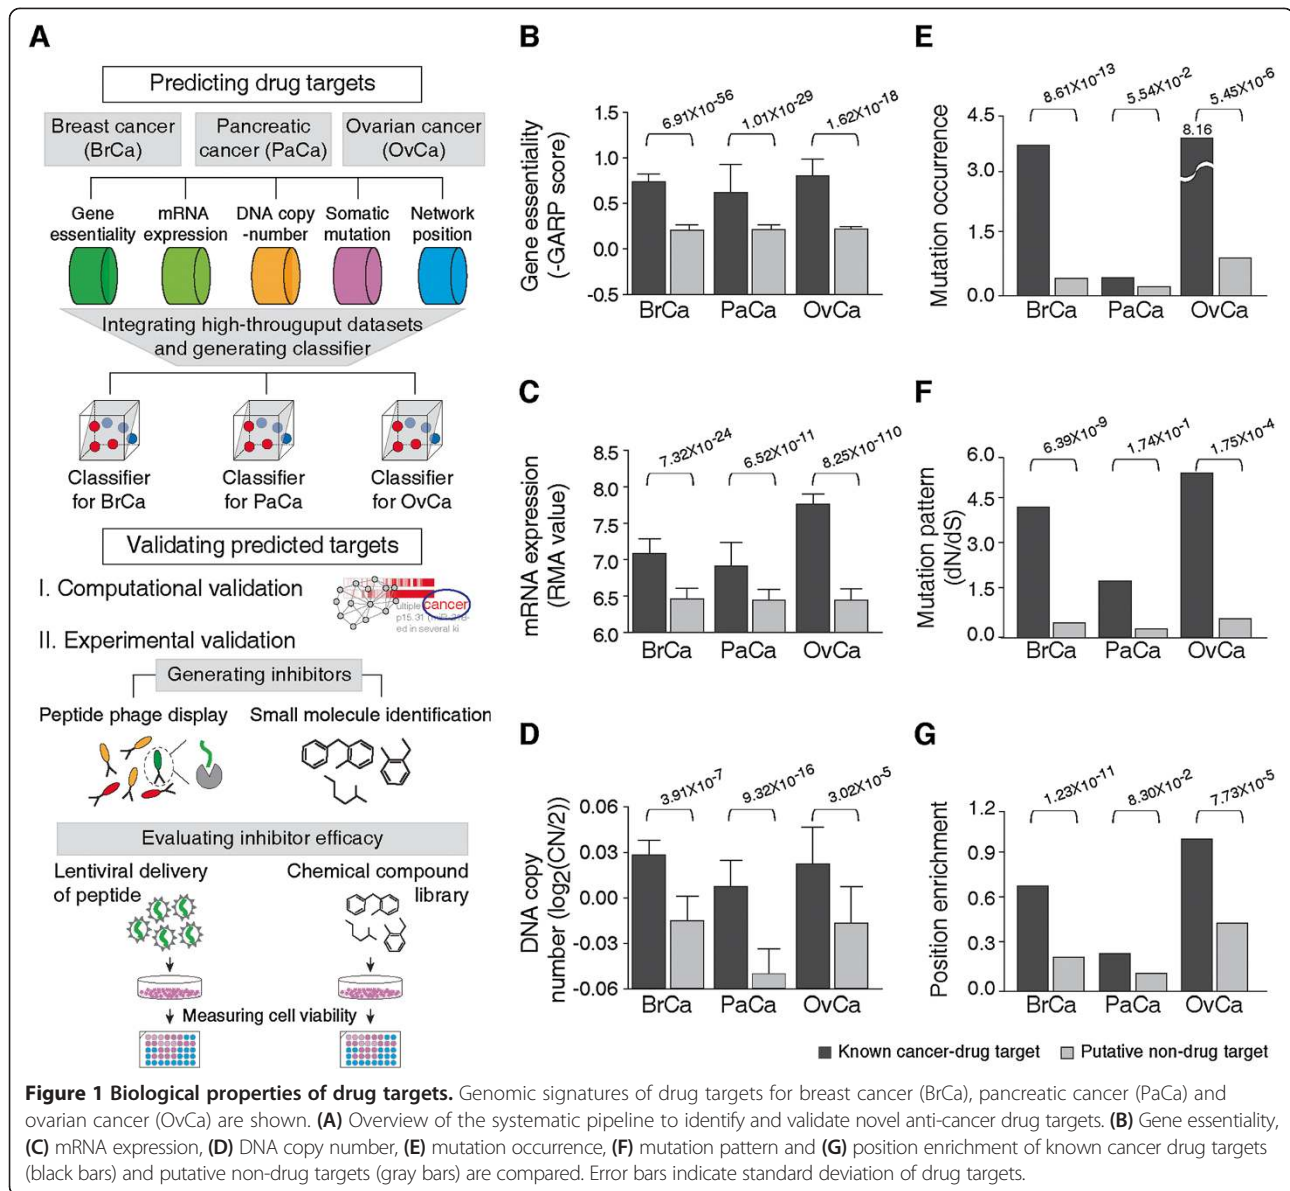 A
Predicting drug targets
Breast cancer
(BrCa)
Pancreatic
cancer (PaCa)
Ovarian cancer
(OvCa)
Gene
essentiality
mRNA
expression
DNA copy
-number
Somatic
mutation
Network
position
Integrating high-througuput datasets
and generating classifier
Classifier
for BrCa
Classifier
for PaCa
Classifier
for OvCa
Validating predicted targets
I. Computational validation
cancer
ultiple
p15.31
ed in several ki
II. Experimental validation
Generating inhibitors
Peptide phage display
Small molecule identification
Evaluating inhibitor efficacy
Lentiviral delivery
of peptide
Chemical compound
library
Measuring cell viability
B
Gene essentiality
(-GARP score)
1.5
1.0
0.5
0.0
-0.5
6.91X10-56
1.01X10-29
1.62X10-18
BrCa
PaCa
OvCa
C
mRNA expression
(RMA value)
8.5
8.0
7.5
7.0
6.5
6.0
7.32X10-24
6.52X10-11
8.25X10-110
BrCa
PaCa
OvCa
D
DNA copy
number (log2(CN/2))
0.06
0.03
0.00
-0.03
-0.06
3.91X10-7
9.32X10-16
3.02X10-5
BrCa
PaCa
OvCa
E
Mutation occurrence
4.5
3.0
1.5
0.0
8.61X10-13
5.54X10-2
5.45X10-6
8.16
BrCa
PaCa
OvCa
F
Mutation pattern
(dN/dS)
6.0
4.5
3.0
1.5
0.0
6.39X10-9
1.74X10-1
1.75X10-4
BrCa
PaCa
OvCa
G
Position enrichment
1.2
0.6
0.3
0.0
1.23X10-11
8.30X10-2
7.73X10-5
BrCa
PaCa
OvCa
Known cancer-drug target
Putative non-drug target
Figure 1 Biological properties of drug targets. Genomic signatures of drug targets for breast cancer (BrCa), pancreatic cancer (PaCa) and
ovarian cancer (OvCa) are shown. (A) Overview of the systematic pipeline to identify and validate novel anti-cancer drug targets. (B) Gene essentiality,
(C) mRNA expression, (D) DNA copy number, (E) mutation occurrence, (F) mutation pattern and (G) position enrichment of known cancer drug targets
(black bars) and putative non-drug targets (gray bars) are compared. Error bars indicate standard deviation of drug targets.